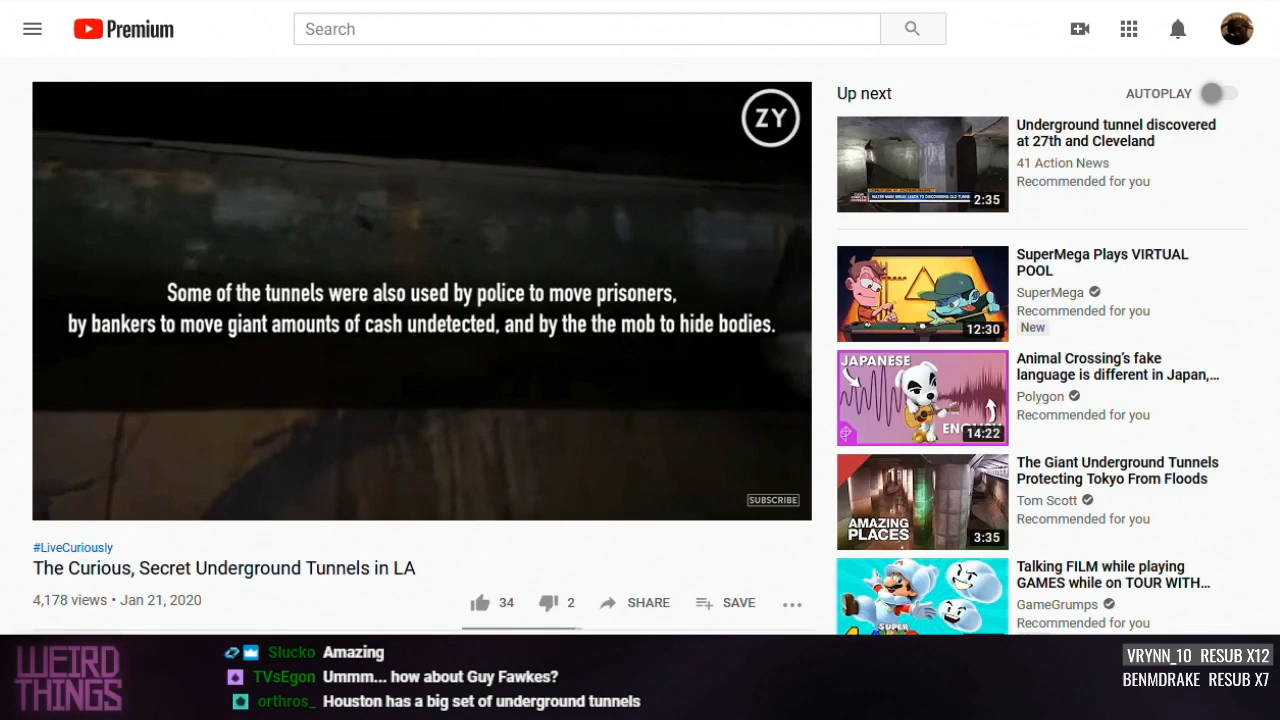 Premium
Search
ZY
Some of the tunnels were also used by police to move prisoners,
by bankers to move giant amounts of cash undetected, and by the the mob to hide bodies.
SUBSCRIBE
#LiveCuriously
The Curious, Secret Underground Tunnels in LA
4,178 views • Jan 21, 2020
34
2
SHARE
SAVE
Up next
AUTOPLAY
2:35
Underground tunnel discovered
at 27th and Cleveland
41 Action News
Recommended for you
12:30
SuperMega Plays VIRTUAL
POOL
SuperMega
Recommended for you
New
JAPANESE
14:22
Animal Crossing's fake
language is different in Japan,...
Polygon
Recommended for you
AMAZING
PLACES
3:35
The Giant Underground Tunnels
Protecting Tokyo From Floods
Tom Scott
Recommended for you
SUPER
Talking FILM while playing
GAMES while on TOUR WITH...
GameGrumps
Recommended for you
WEIRD
THINGS
Slucko Amazing
TVsEgon Ummm... how about Guy Fawkes?
orthros_ Houston has a big set of underground tunnels
VRYNN_10 RESUB X12
BENMDRAKE RESUB X7